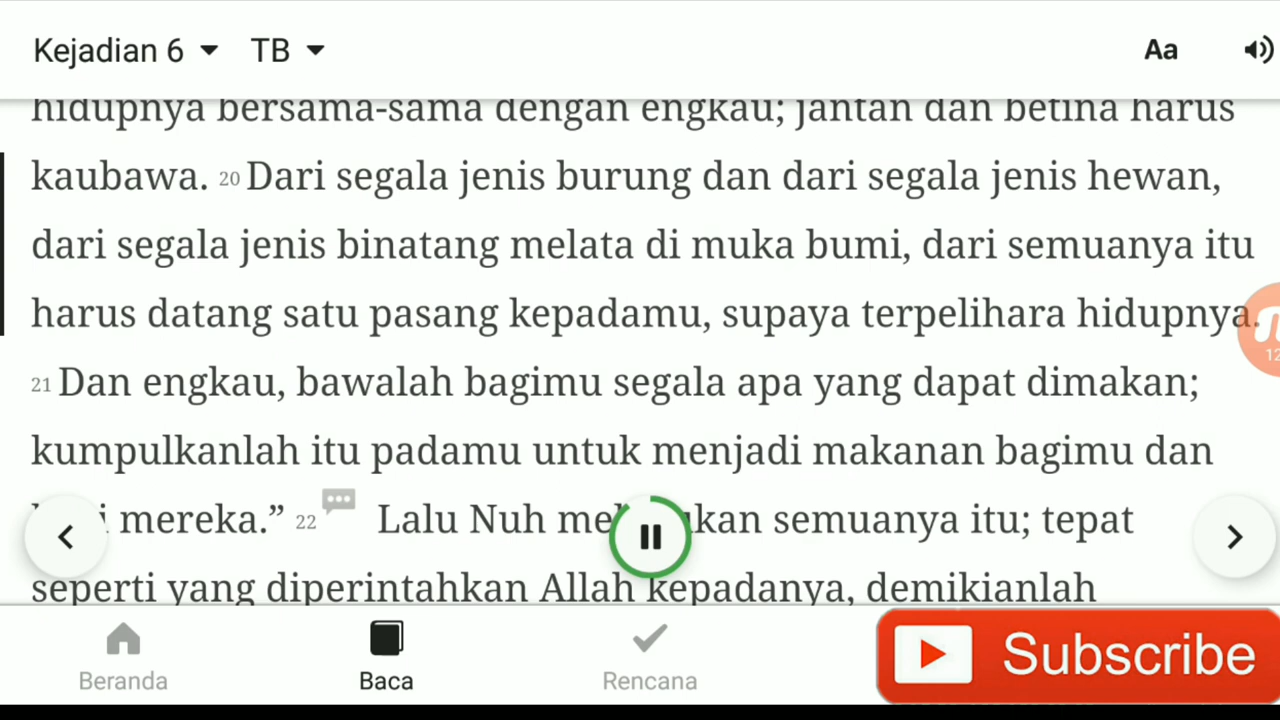 Kejadian 6 TB Aa
hidupnya bersama-sama dengan engkau; jantan dan betina harus
kaubawa. 20 Dari segala jenis burung dan dari segala jenis hewan,
dari segala jenis binatang melata di muka bumi, dari semuanya itu
harus datang satu pasang kepadamu, supaya terpelihara hidupnya.
21 Dan engkau, bawalah bagimu segala apa yang dapat dimakan;
kumpulkanlah itu padamu untuk menjadi makanan bagimu dan
mereka.” 22 Lalu Nuh semuanya itu; tepat
seperti yang diperintahkan Allah kepadanya, demikianlah
Beranda Baca Rencana Subscribe